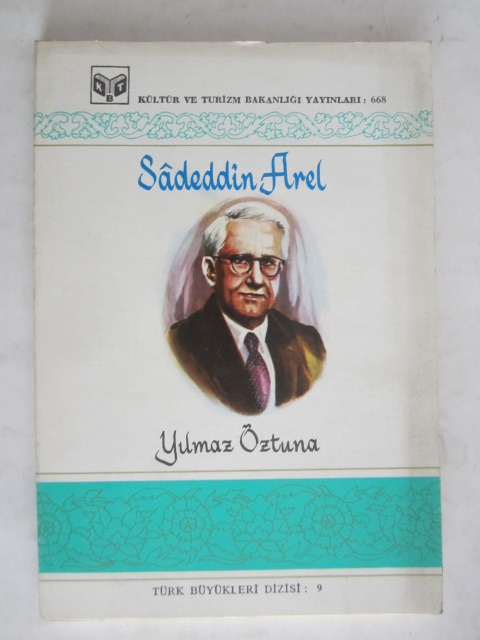 K B T
KÜLTÜR VE TURİZM BAKANLIĞI YAYINLARI: 668
Sâdeddin Arel
Yılmaz Öztuna
TÜRK BÜYÜKLERİ DİZİSİ: 9